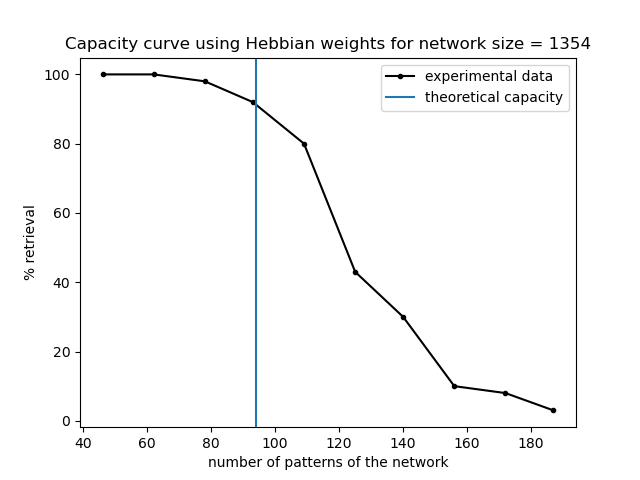 Capacity curve using Hebbian weights for network size = 1354
experimental data
theoretical capacity
% retrieval
100
80
60
40
20
0
40 60 80 100 120 140 160 180
number of patterns of the network